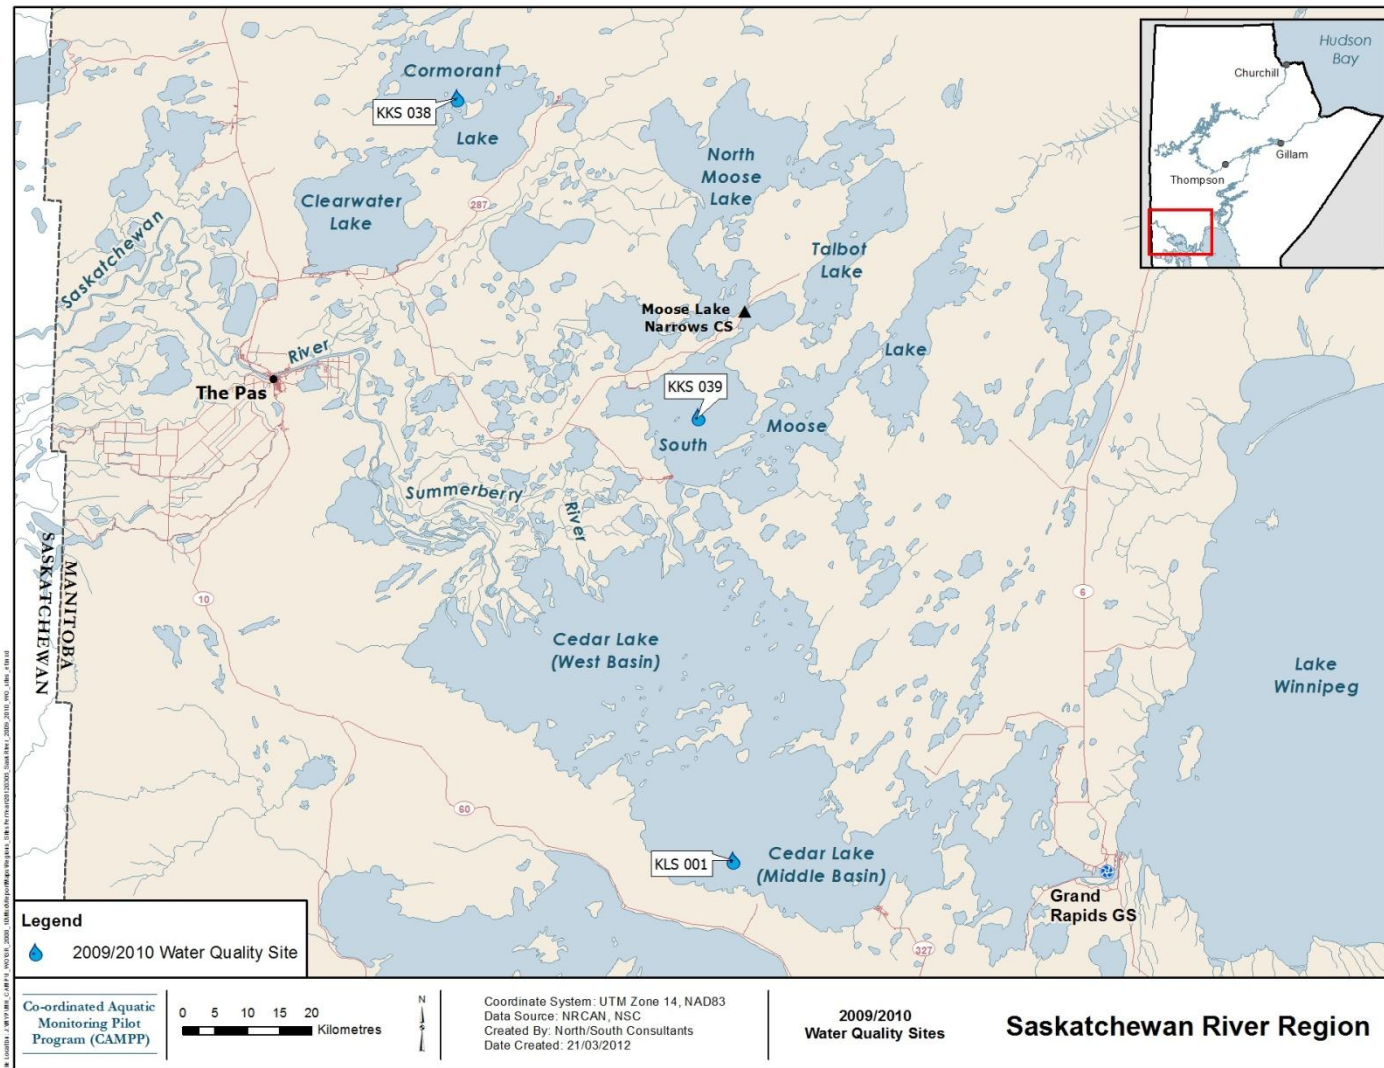 Cormorant
Lake
KKS 038
Clearwater
Lake
287
North
Moose
Lake
Talbot
Lake
Saskatchewan
River
The Pas
Moose Lake
Narrows CS
Lake
KKS 039
South
Moose
Summerberry
River
SASKATCHEWAN
MANITOBA
10
6
60
327
Cedar Lake
(West Basin)
KLS 001
Cedar Lake
(Middle Basin)
Lake
Winnipeg
Grand
Rapids GS
Hudson
Bay
Churchill
Gillam
Thompson
Legend
2009/2010 Water Quality Site
Co-ordinated Aquatic
Monitoring Pilot
Program (CAMPP)
0 5 10 15 20
Kilometres
N
Coordinate System: UTM Zone 14, NAD83
Data Source: NRCAN, NSC
Created By: North/South Consultants
Date Created: 21/03/2012
2009/2010
Water Quality Sites
Saskatchewan River Region